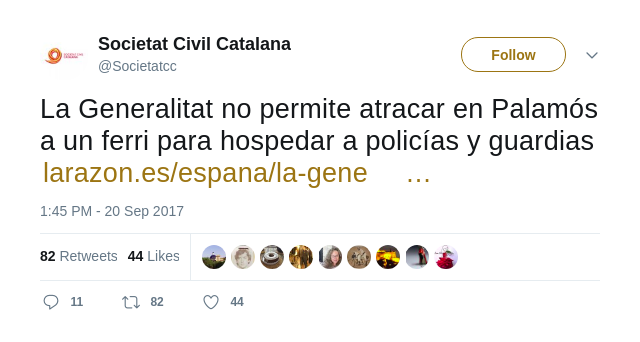 Societat Civil Catalana
@Societatcc
Follow
La Generalitat no permite atracar en Palamós
a un ferri para hospedar a policías y guardias
larazon.es/espana/la-gene …
1:45 PM - 20 Sep 2017
82 Retweets 44 Likes
11 82 44